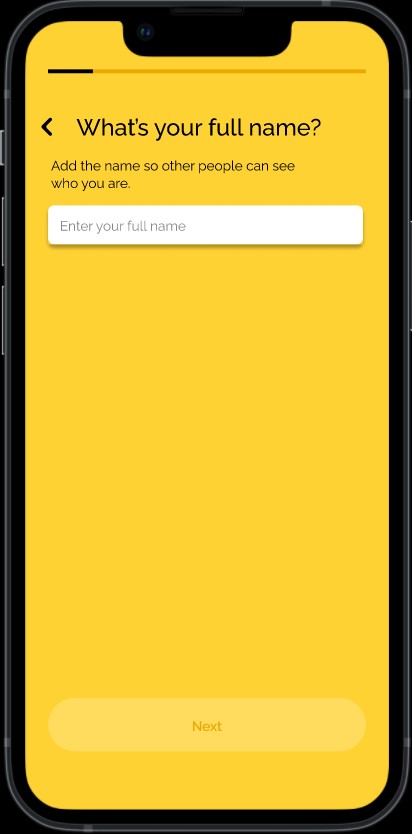 What's your full name?
Add the name so other people can see
who you are.
Enter your full name
Next